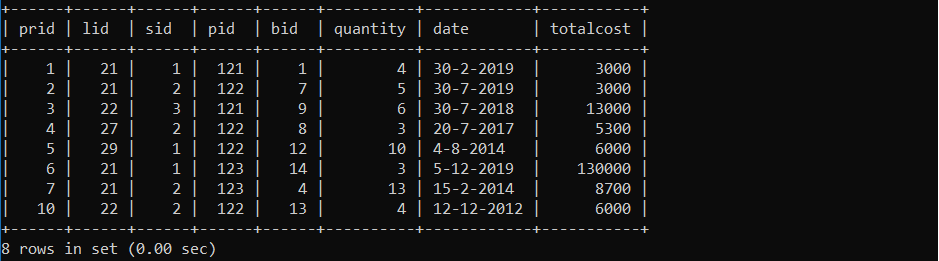 +------+------+------+------+------+----------+------------+-----------+
| prid | lid  | sid  | pid  | bid  | quantity | date       | totalcost |
+------+------+------+------+------+----------+------------+-----------+
|    1 |   21 |    1 |  121 |    1 |        4 | 30-2-2019  |      3000 |
|    2 |   21 |    2 |  122 |    7 |        5 | 30-7-2019  |      3000 |
|    3 |   22 |    3 |  121 |    9 |        6 | 30-7-2018  |     13000 |
|    4 |   27 |    2 |  122 |    8 |        3 | 20-7-2017  |      5300 |
|    5 |   29 |    1 |  122 |   12 |       10 | 4-8-2014   |      6000 |
|    6 |   21 |    1 |  123 |   14 |        3 | 5-12-2019  |    130000 |
|    7 |   21 |    2 |  123 |    4 |       13 | 15-2-2014  |      8700 |
|   10 |   22 |    2 |  122 |   13 |        4 | 12-12-2012 |      6000 |
+------+------+------+------+------+----------+------------+-----------+
8 rows in set (0.00 sec)